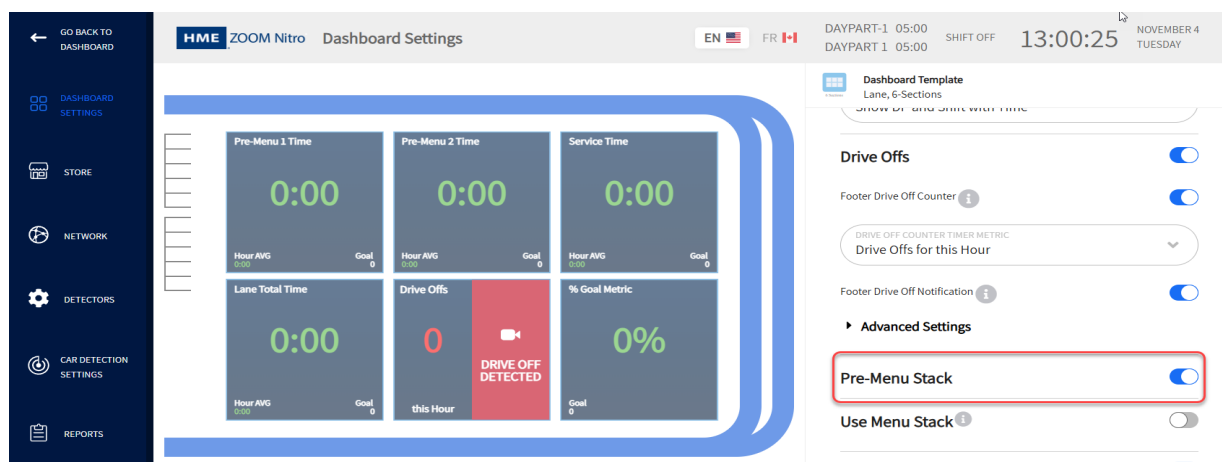 GO BACK TO
DASHBOARD
HME ZOOM Nitro Dashboard Settings
EN FR
DAYPART-1 05:00
DAYPART 1 05:00
SHIFT OFF
13:00:25
NOVEMBER 4
TUESDAY
DASHBOARD
SETTINGS
STORE
NETWORK
DETECTORS
CAR DETECTION
SETTINGS
REPORTS
Pre-Menu 1 Time
0:00
Hour AVG Goal
0:00 0
Pre-Menu 2 Time
0:00
Hour AVG Goal
0:00 0
Service Time
0:00
Hour AVG Goal
0:00 0
Lane Total Time
0:00
Hour AVG Goal
0:00 0
Drive Offs
0
this Hour
DRIVE OFF
DETECTED
% Goal Metric
0%
Goal
0
Dashboard Template
Lane, 6-Sections
Show DP and Shift with Time
Drive Offs
Footer Drive Off Counter
DRIVE OFF COUNTER TIMER METRIC
Drive Offs for this Hour
Footer Drive Off Notification
Advanced Settings
Pre-Menu Stack
Use Menu Stack